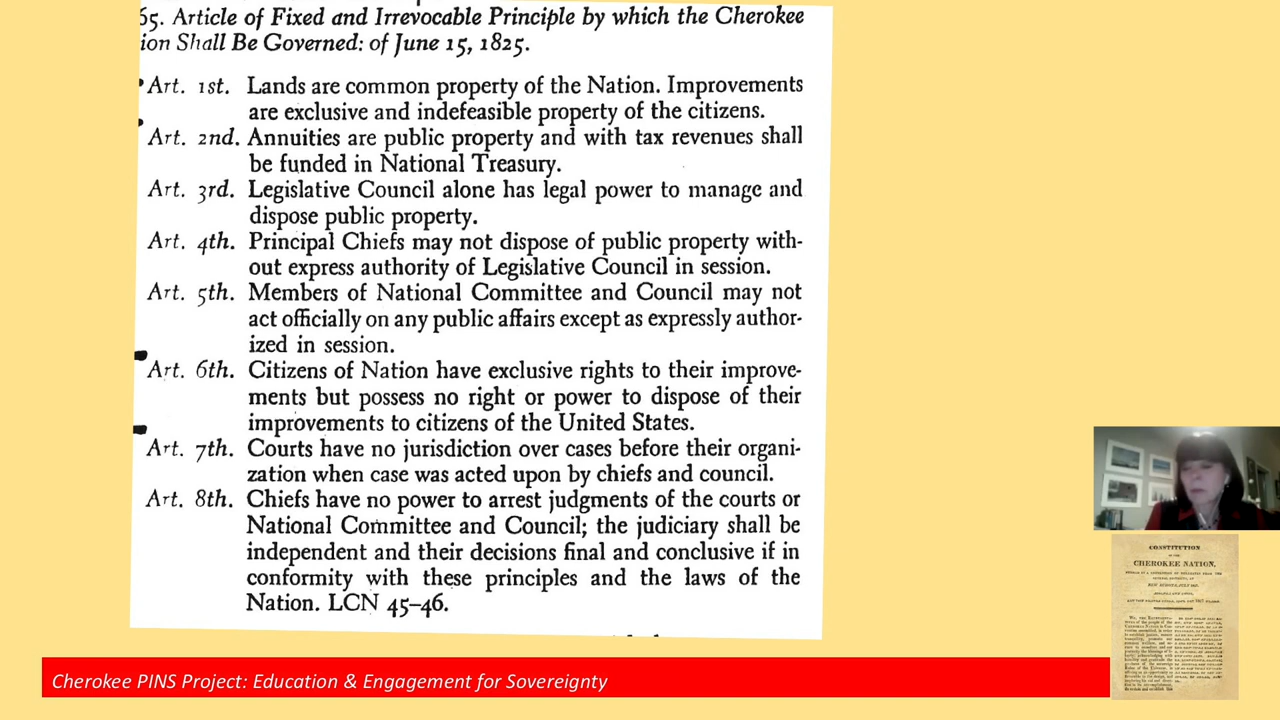 65. Article of Fixed and Irrevocable Principle by which the Cherokee
ion Shall Be Governed: of June 15, 1825.
Art. 1st. Lands are common property of the Nation. Improvements
are exclusive and indefeasible property of the citizens.
Art. 2nd. Annuities are public property and with tax revenues shall
be funded in National Treasury.
Art. 3rd. Legislative Council alone has legal power to manage and
dispose public property.
Art. 4th. Principal Chiefs may not dispose of public property with-
out express authority of Legislative Council in session.
Art. 5th. Members of National Committee and Council may not
act officially on any public affairs except as expressly author-
ized in session.
Art. 6th. Citizens of Nation have exclusive rights to their improve-
ments but possess no right or power to dispose of their
improvements to citizens of the United States.
Art. 7th. Courts have no jurisdiction over cases before their organi-
zation when case was acted upon by chiefs and council.
Art. 8th. Chiefs have no power to arrest judgments of the courts or
National Committee and Council; the judiciary shall be
independent and their decisions final and conclusive if in
conformity with these principles and the laws of the
Nation. LCN 45–46.
Cherokee PINS Project: Education & Engagement for Sovereignty
CONSTITUTION
OF THE
CHEROKEE NATION,